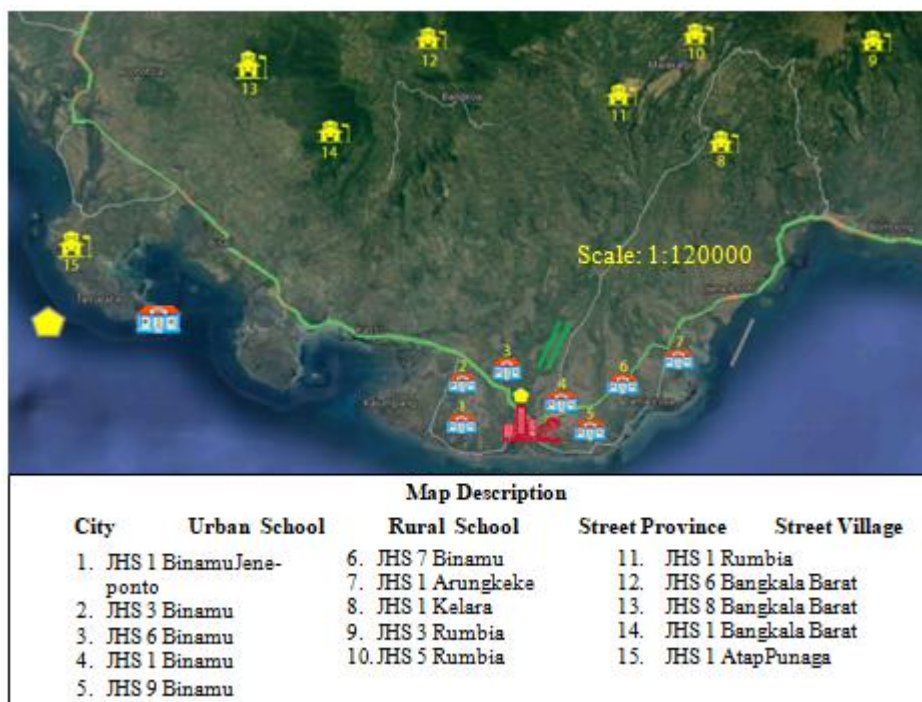 12
10
9
13
11
14
8
15
Scale: 1:120000
7
3
6
2
4
1
5
Map Description
City Urban School Rural School Street Province Street Village
1. JHS 1 BinamuJene-
ponto
2. JHS 3 Binamu
3. JHS 6 Binamu
4. JHS 1 Binamu
5. JHS 9 Binamu
6. JHS 7 Binamu
7. JHS 1 Arungkeke
8. JHS 1 Kelara
9. JHS 3 Rumbia
10. JHS 5 Rumbia
11. JHS 1 Rumbia
12. JHS 6 Bangkala Barat
13. JHS 8 Bangkala Barat
14. JHS 1 Bangkala Barat
15. JHS 1 AtapPunaga